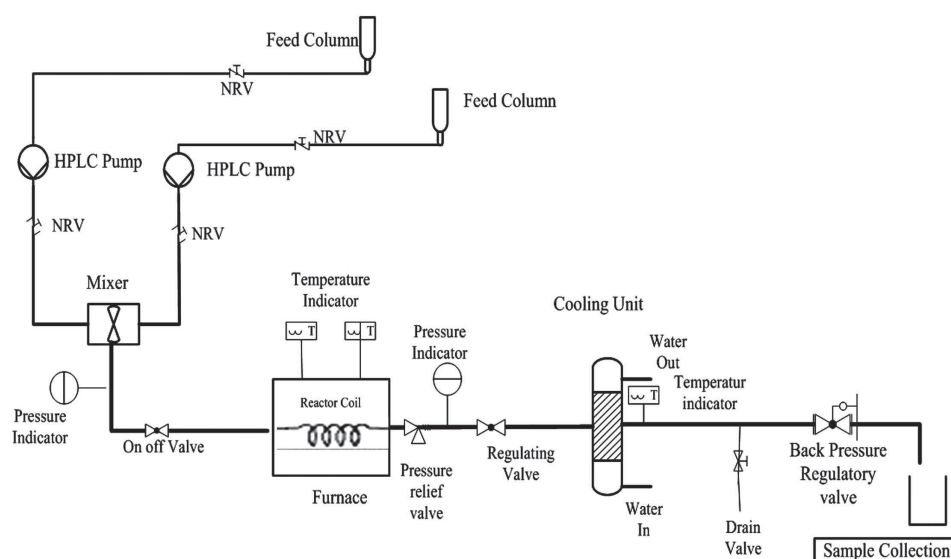 Feed Column
NRV
Feed Column
NRV
HPLC Pump
HPLC Pump
NRV
NRV
Mixer
Temperature
Indicator
T
T
Pressure
Indicator
Cooling Unit
Water
Out
Temperatur
indicator
T
Pressure
Indicator
On off Valve
Reactor Coil
Furnace
Pressure
relief
valve
Regulating
Valve
Water
In
Drain
Valve
Back Pressure
Regulatory
valve
Sample Collection